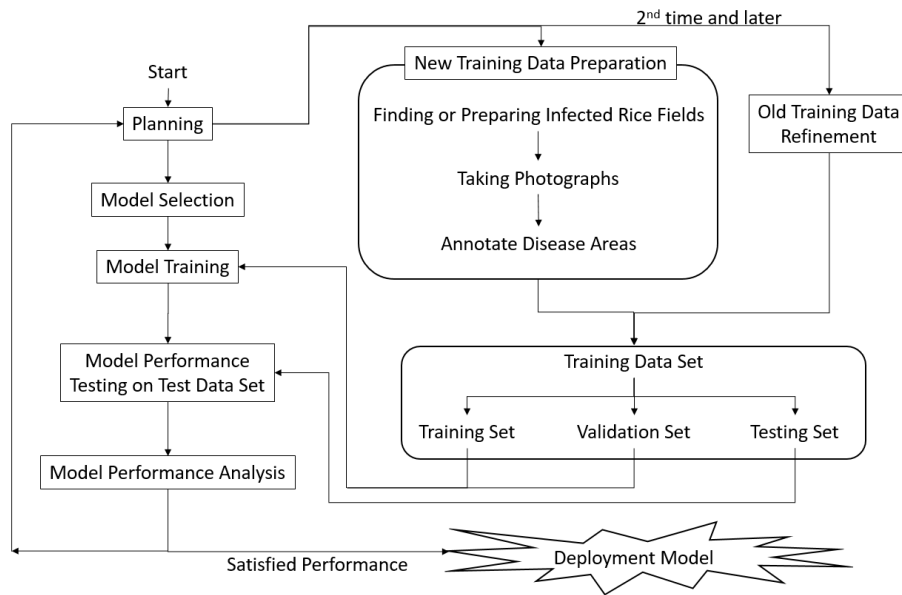 2nd time and later
New Training Data Preparation
Start
Planning
Finding or Preparing Infected Rice Fields
Old Training Data
Refinement
Taking Photographs
Model Selection
Annotate Disease Areas
Model Training
Model Performance
Testing on Test Data Set
Training Data Set
Training Set
Validation Set
Testing Set
Model Performance Analysis
Satisfied Performance
Deployment Model